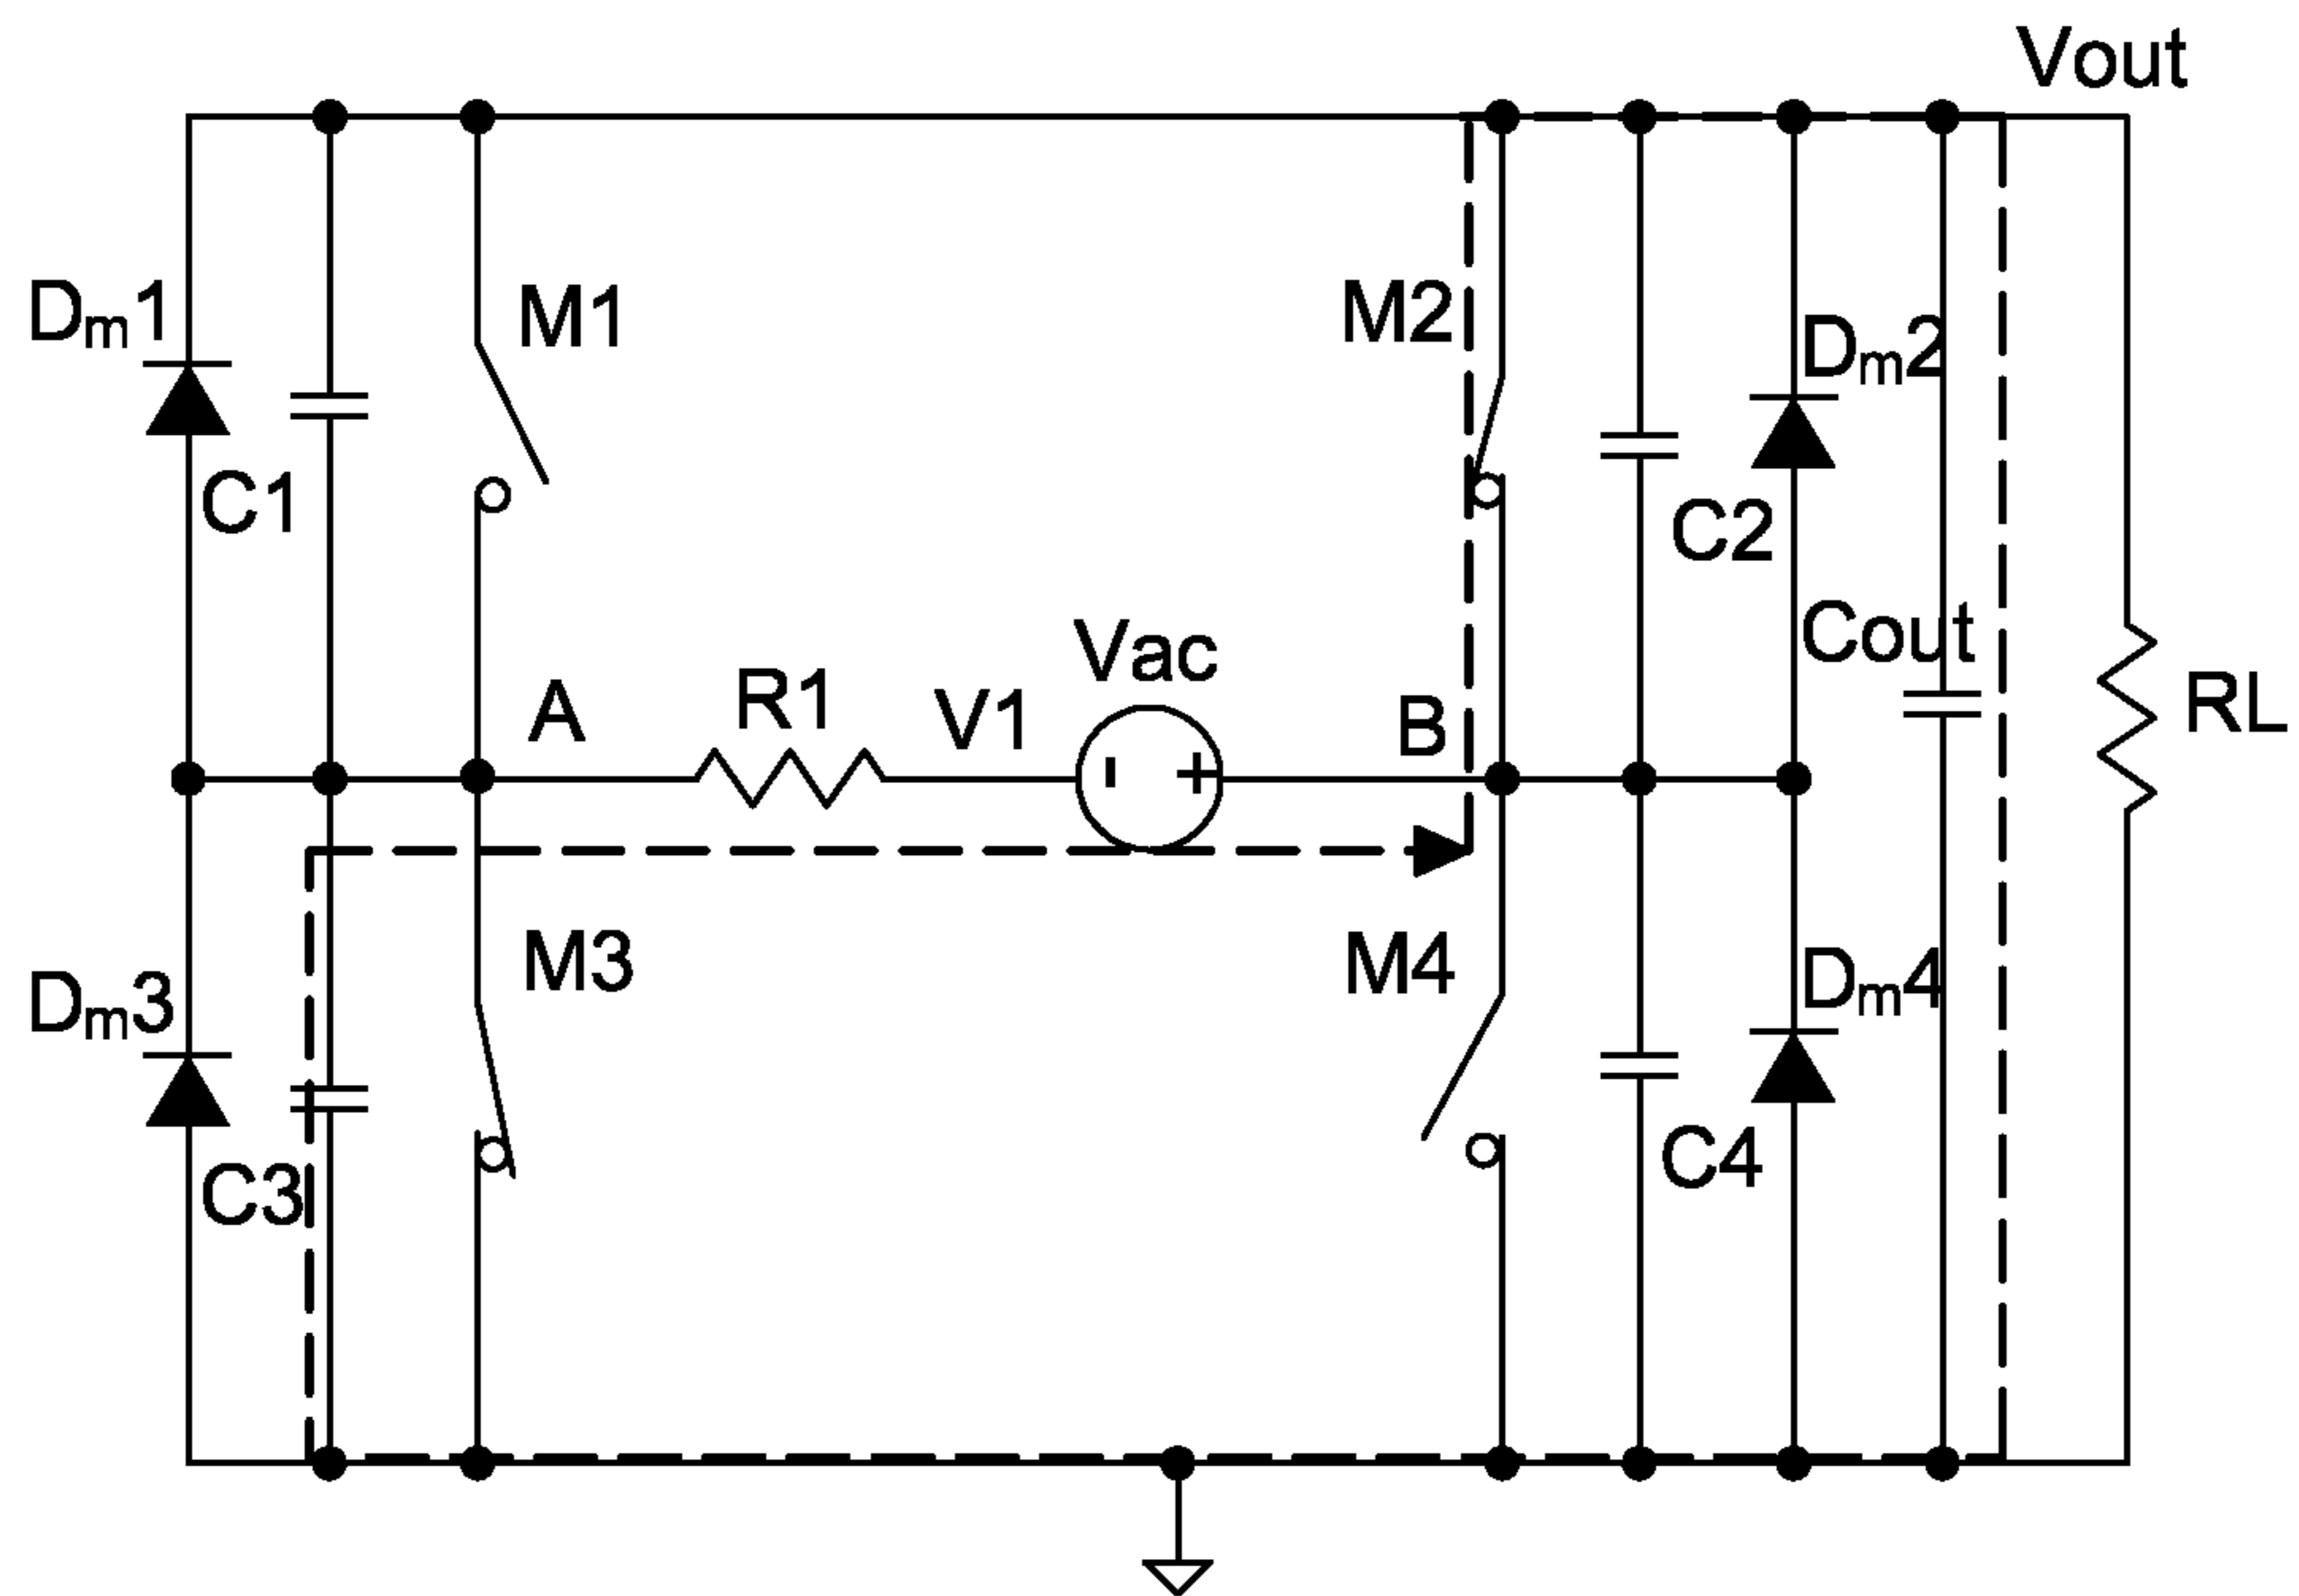 Vout
Dm1
M1
M2
Dm2
C1
C2
Vac
Cout
A
R1
V1
B
RL
- +
M3
M4
Dm4
Dm3
C3
C4